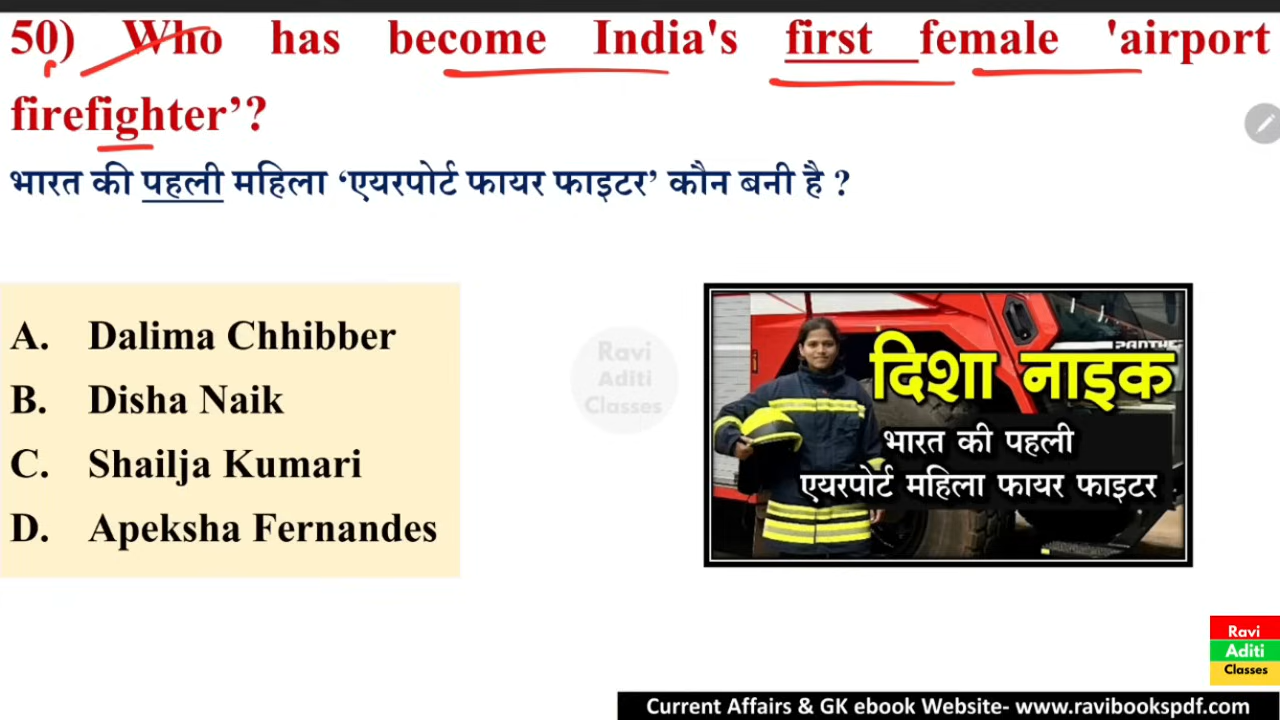 50) Who has become India's first female 'airport
firefighter’?
भारत की पहली महिला ‘एयरपोर्ट फायर फाइटर’ कौन बनी है ?
A. Dalima Chhibber
B. Disha Naik
C. Shailja Kumari
D. Apeksha Fernandes
Ravi
Aditi
Classes
PANTHE
दिशा नाइक
भारत की पहली
एयरपोर्ट महिला फायर फाइटर
Ravi
Aditi
Classes
Current Affairs & GK ebook Website- www.ravibookspdf.com